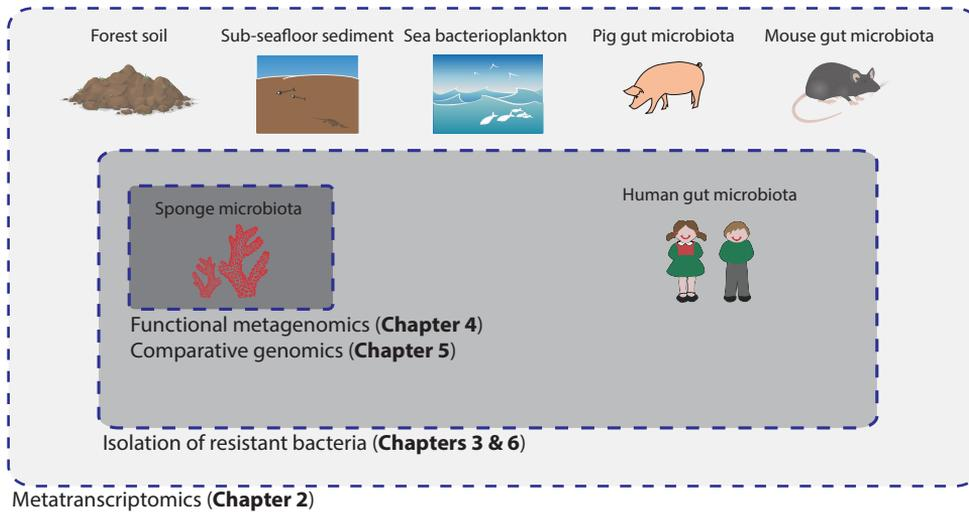 Forest soil
Sub-seafloor sediment
Sea bacterioplankton
Pig gut microbiota
Mouse gut microbiota
Sponge microbiota
Human gut microbiota
Functional metagenomics (Chapter 4)
Comparative genomics (Chapter 5)
Isolation of resistant bacteria (Chapters 3 & 6)
Metatranscriptomics (Chapter 2)